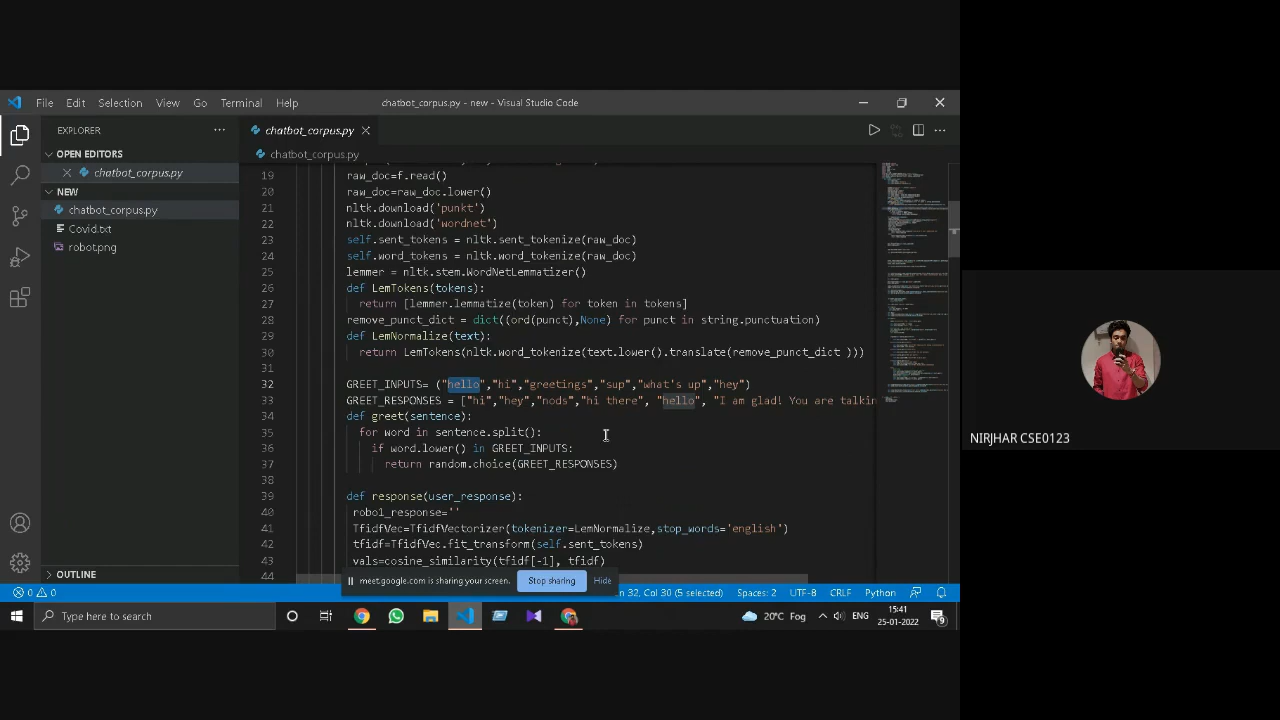 File Edit Selection View Go Terminal Help
chatbot_corpus.py - new - Visual Studio Code
EXPLORER
OPEN EDITORS
chatbot_corpus.py
NEW
chatbot_corpus.py
Covid.txt
robot.png
OUTLINE
chatbot_corpus.py
chatbot_corpus.py
19 raw_doc=f.read()
20 raw_doc=raw_doc.lower()
21 nltk.download('punkt')
22 nltk.download('wordnet')
23 self.sent_tokens = nltk.sent_tokenize(raw_doc)
24 self.word_tokens = nltk.word_tokenize(raw_doc)
25 lemmer = nltk.stem.WordNetLemmatizer()
26 def LemTokens(tokens):
27 return [lemmer.lemmatize(token) for token in tokens]
28 remove_punct_dict = dict((ord(punct),None) for punct in string.punctuation)
29 def LemNormalize(text):
30 return LemTokens(nltk.word_tokenize(text.lower().translate(remove_punct_dict )))
31
32 GREET_INPUTS= ("hello","hi","greetings","sup","what's up","hey")
33 GREET_RESPONSES = ["hi","hey","nods","hi there", "hello", "I am glad! You are talkin
34 def greet(sentence):
35 for word in sentence.split():
36 if word.lower() in GREET_INPUTS:
37 return random.choice(GREET_RESPONSES)
38
39 def response(user_response):
40 robo1_response=''
41 TfidfVec=TfidfVectorizer(tokenizer=LemNormalize,stop_words='english')
42 tfidf=TfidfVec.fit_transform(self.sent_tokens)
43 vals=cosine_similarity(tfidf[-1], tfidf)
44
meet.google.com is sharing your screen. Stop sharing Hide
0 0 Ln 32, Col 30 (5 selected) Spaces: 2 UTF-8 CRLF Python
Type here to search 20°C Fog ENG 15:41
25-01-2022 9
NIRJHAR CSE0123